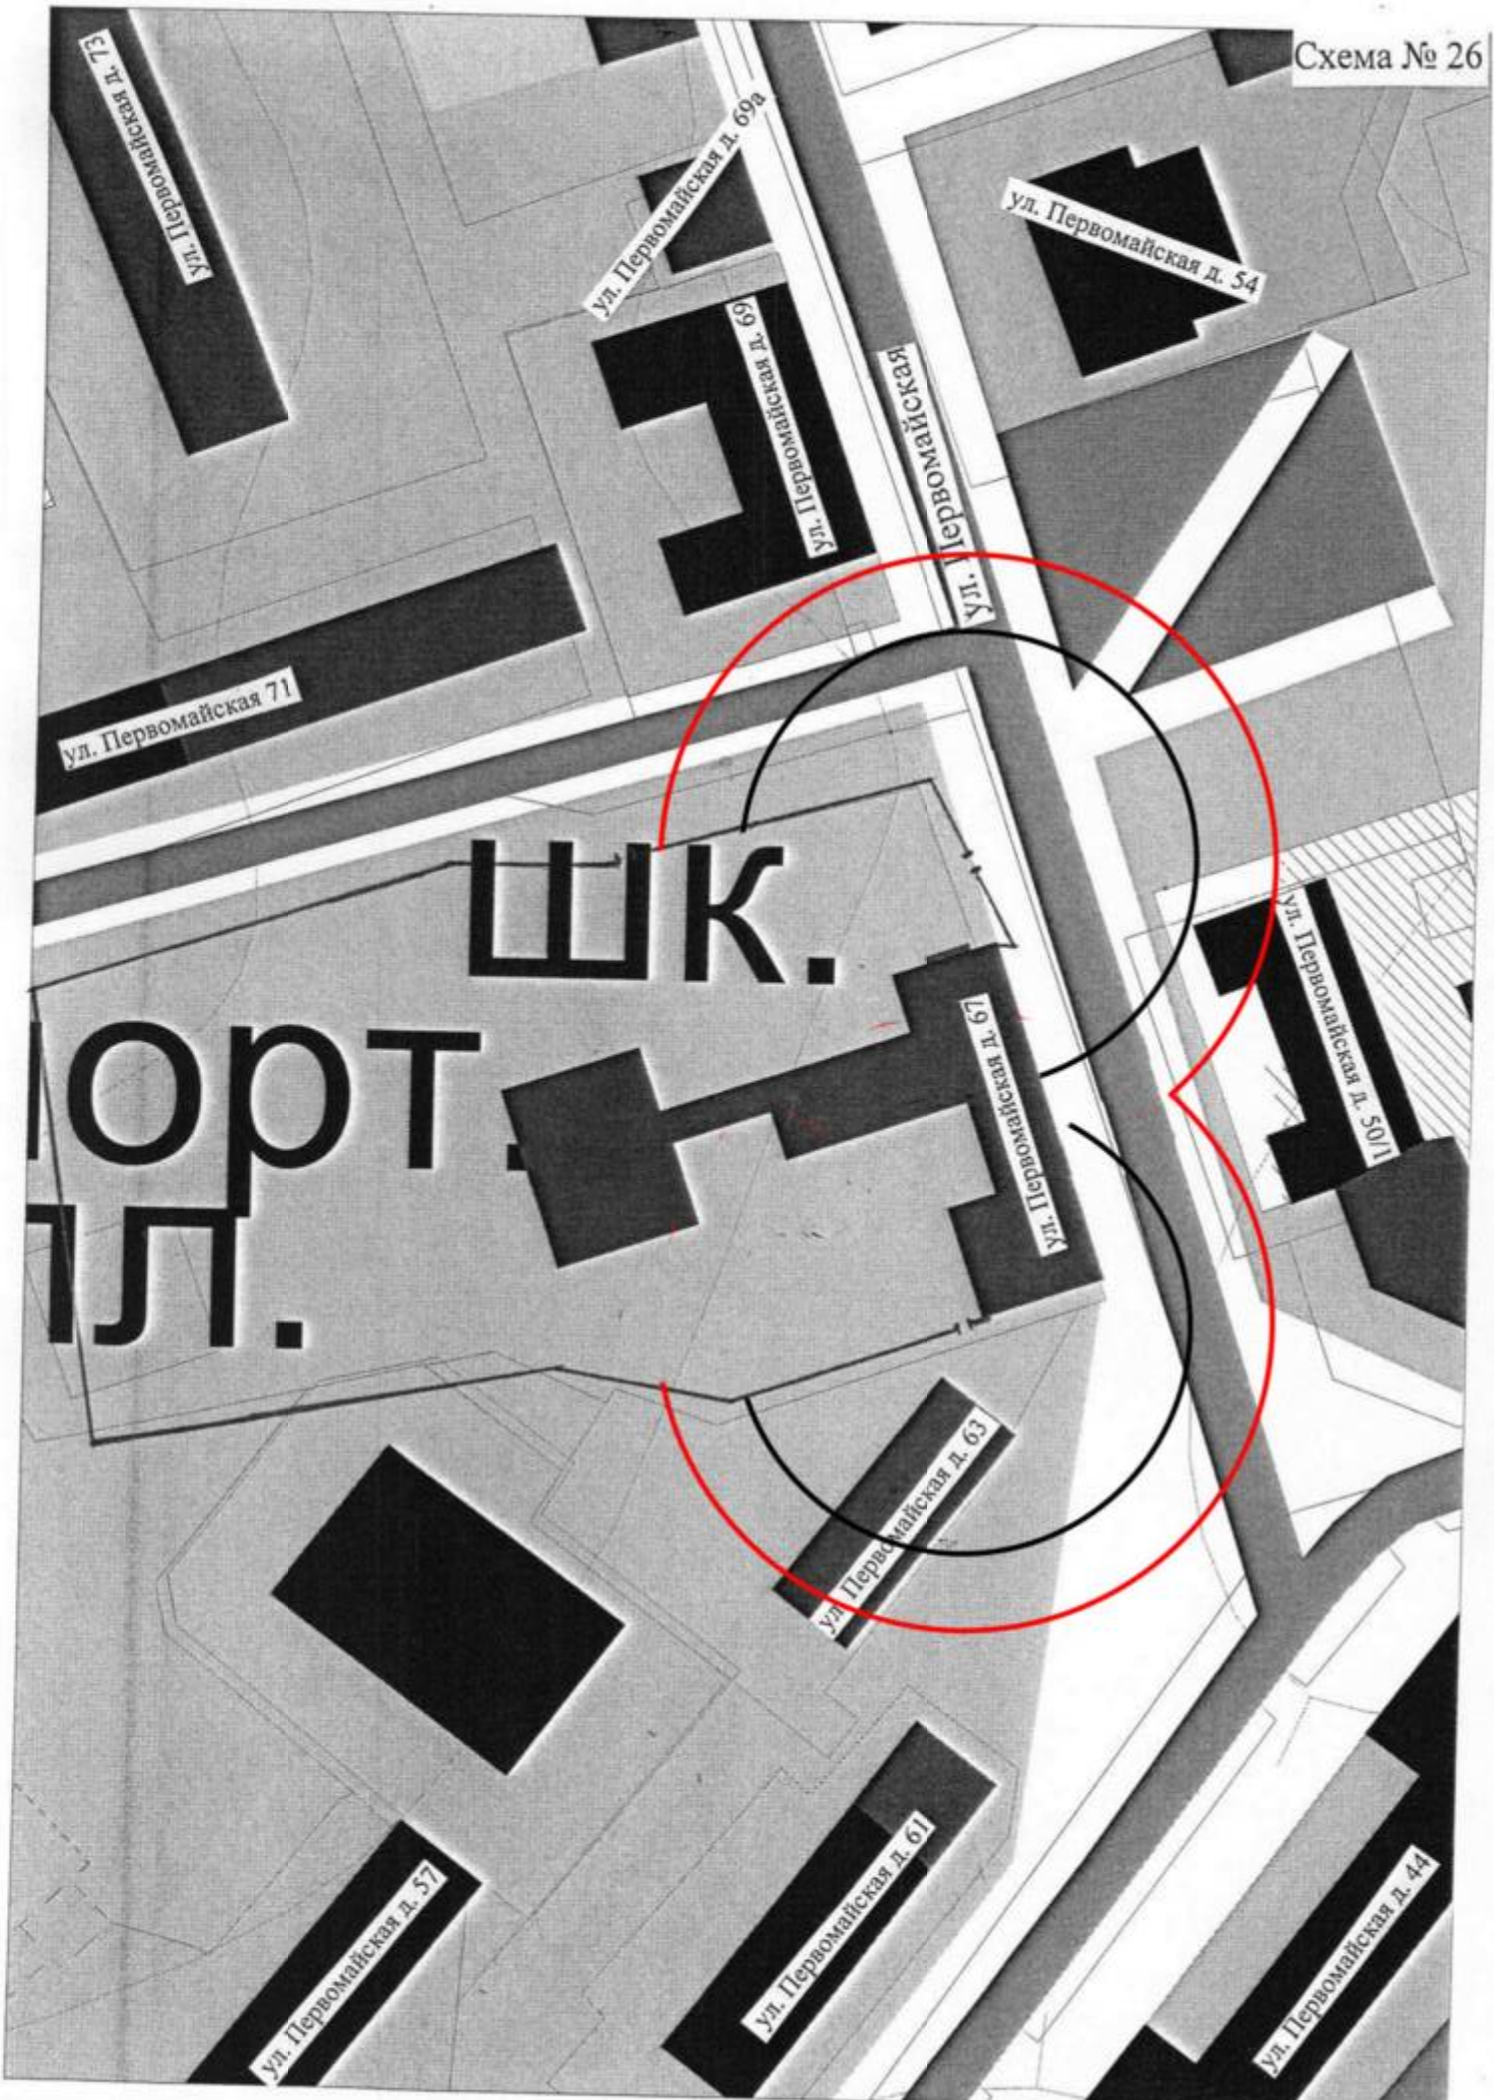 Схема № 26
ул. Первомайская д. 73
ул. Первомайская д. 69а
ул. Первомайская д. 54
ул. Первомайская д. 69
ул. Первомайская
ул. Первомайская 71
шк.
орт.
пл.
ул. Первомайская д. 67
ул. Первомайская д. 50/1
ул. Первомайская д. 63
ул. Первомайская д. 61
ул. Первомайская д. 57
ул. Первомайская д. 44